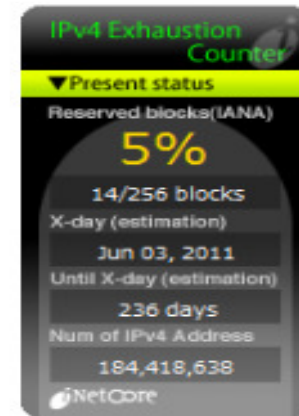 IPv4 Exhaustion
Counter
▼Present status
Reserved blocks(IANA)
5%
14/256 blocks
X-day (estimation)
Jun 03, 2011
Until X-day (estimation)
236 days
Num of IPv4 Address
184,418,638
iNetCore